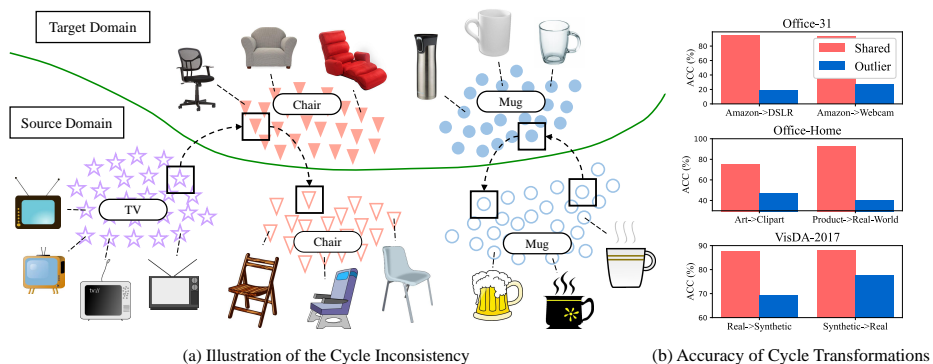 Target Domain
Source Domain
Chair
Mug
TV
Chair
Mug
(a) Illustration of the Cycle Inconsistency
Office-31
ACC (%)
80
60
40
20
0
Shared
Outlier
Amazon->DSLR
Amazon->Webcam
Office-Home
ACC (%)
100
80
60
40
Art->Clipart
Product->Real-World
VisDA-2017
ACC (%)
90
80
70
60
Real->Synthetic
Synthetic->Real
(b) Accuracy of Cycle Transformations